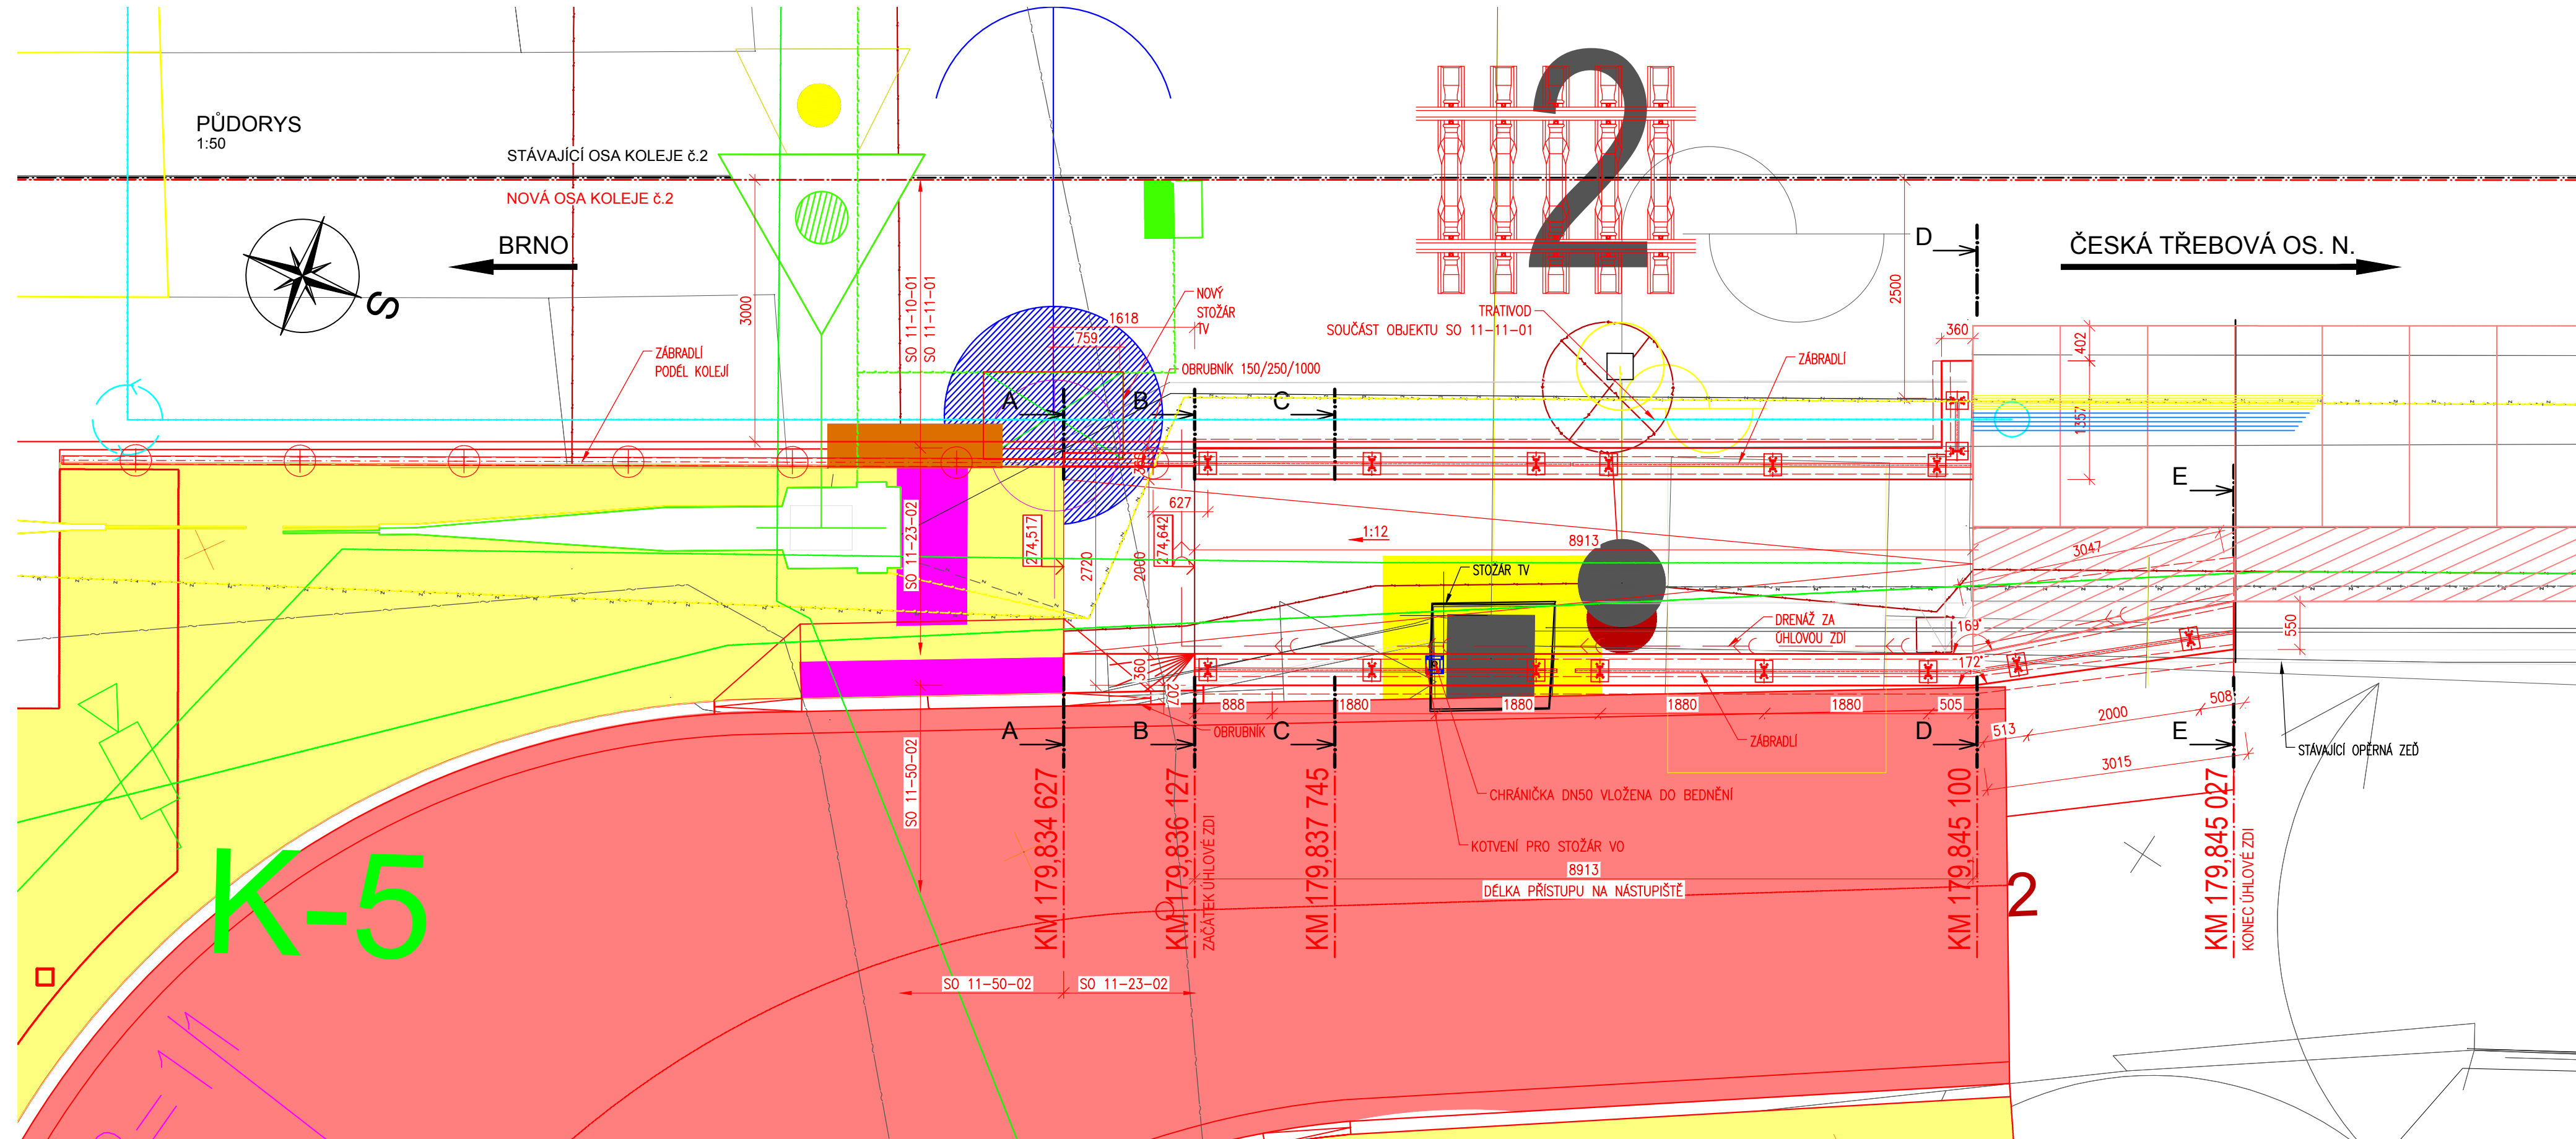 PŮDORYS
1:50
STÁVAJÍCÍ OSA KOLEJE č.2
NOVÁ OSA KOLEJE č.2
BRNO
S
ČESKÁ TŘEBOVÁ OS. N.
2
3000
SO 11-10-01
SO 11-11-01
NOVÝ
STOŽÁR
TV
1618
759
OBRUBNÍK 150/250/1000
TRATIVOD
SOUČÁST OBJEKTU SO 11-11-01
ZÁBRADLÍ
PODÉL KOLEJÍ
ZÁBRADLÍ
2500
360
402
1357
A
B
C
D
E
360
627
274,517
274,642
2720
2000
1:12
8913
3047
SO 11-23-02
STOŽÁR TV
DRENÁŽ ZA
ÚHLOVOU ZDÍ
169°
172°
550
360
207
888
1880
1880
1880
1880
505
513
2000
508
3015
A
B
C
D
E
OBRUBNÍK
ZÁBRADLÍ
STÁVAJÍCÍ OPĚRNÁ ZEĎ
SO 11-50-02
CHRÁNIČKA DN50 VLOŽENA DO BEDNĚNÍ
KOTVENÍ PRO STOŽÁR VO
8913
DÉLKA PŘÍSTUPU NA NÁSTUPIŠTĚ
KM 179,834 627
KM 179,836 127
ZAČÁTEK ÚHLOVÉ ZDI
KM 179,837 745
KM 179,845 100
KM 179,845 027
KONEC ÚHLOVÉ ZDI
K-5
2
SO 11-50-02
SO 11-23-02